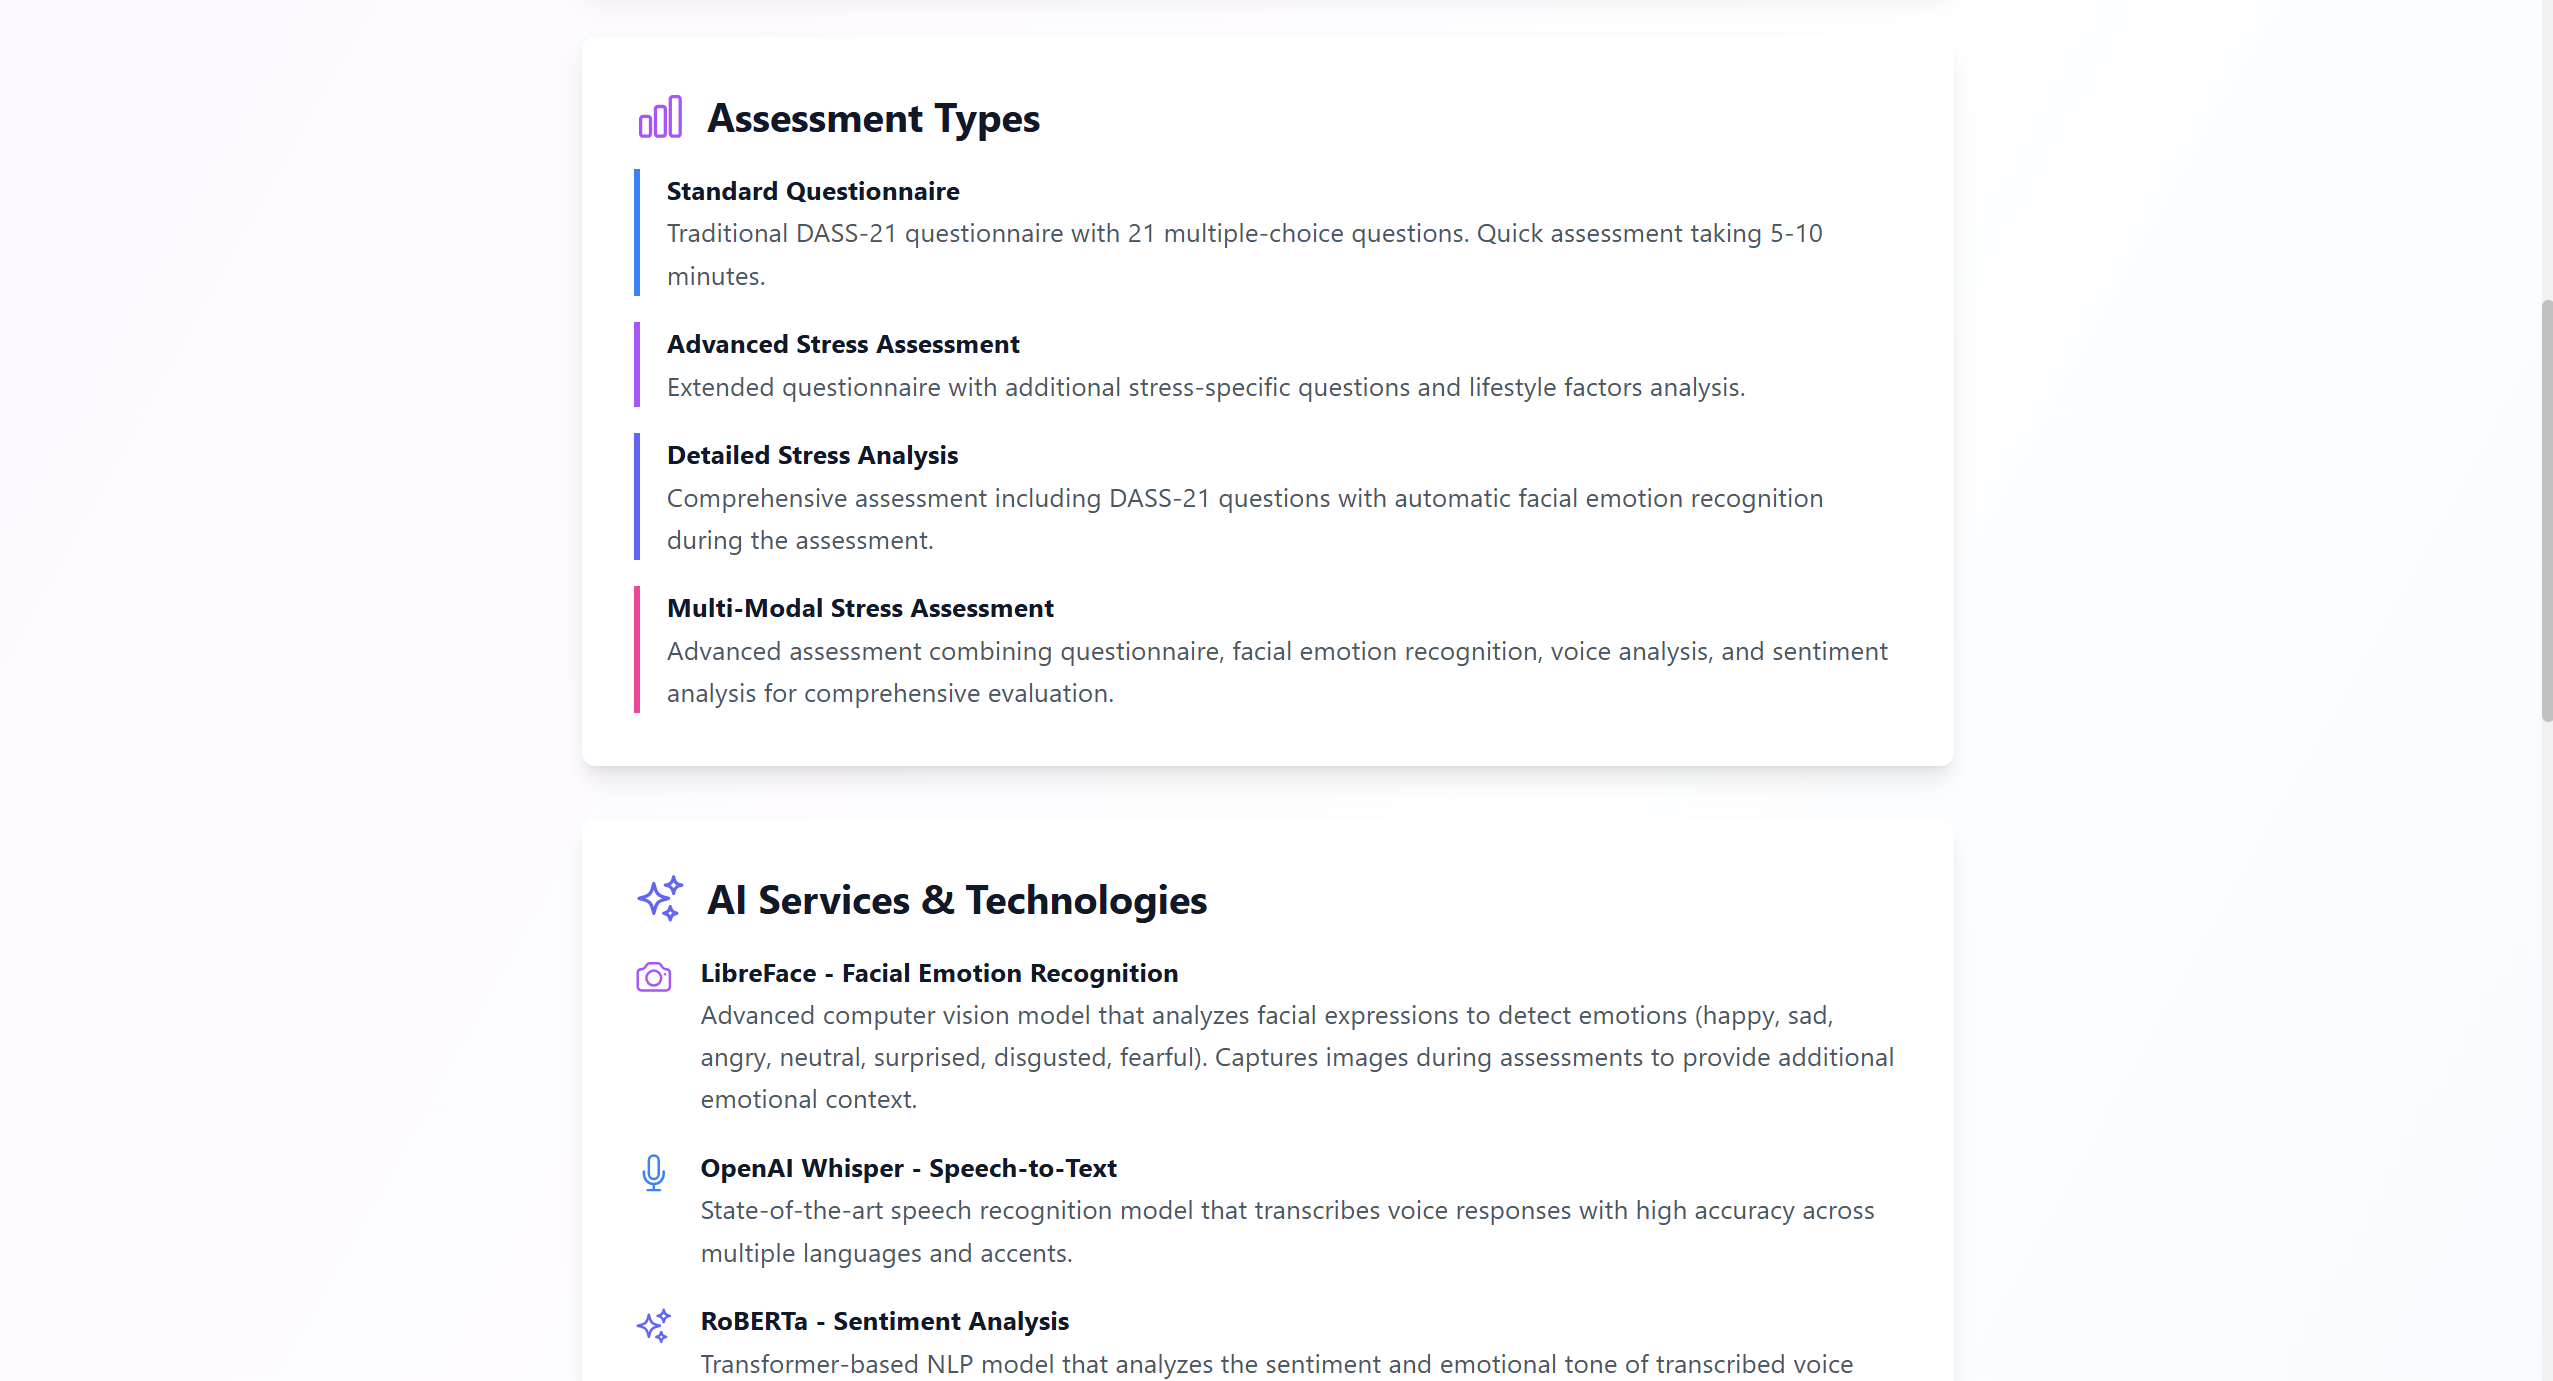 Assessment Types
Standard Questionnaire
Traditional DASS-21 questionnaire with 21 multiple-choice questions. Quick assessment taking 5-10
minutes.
Advanced Stress Assessment
Extended questionnaire with additional stress-specific questions and lifestyle factors analysis.
Detailed Stress Analysis
Comprehensive assessment including DASS-21 questions with automatic facial emotion recognition
during the assessment.
Multi-Modal Stress Assessment
Advanced assessment combining questionnaire, facial emotion recognition, voice analysis, and sentiment
analysis for comprehensive evaluation.
AI Services & Technologies
LibreFace - Facial Emotion Recognition
Advanced computer vision model that analyzes facial expressions to detect emotions (happy, sad,
angry, neutral, surprised, disgusted, fearful). Captures images during assessments to provide additional
emotional context.
OpenAI Whisper - Speech-to-Text
State-of-the-art speech recognition model that transcribes voice responses with high accuracy across
multiple languages and accents.
RoBERTa - Sentiment Analysis
Transformer-based NLP model that analyzes the sentiment and emotional tone of transcribed voice